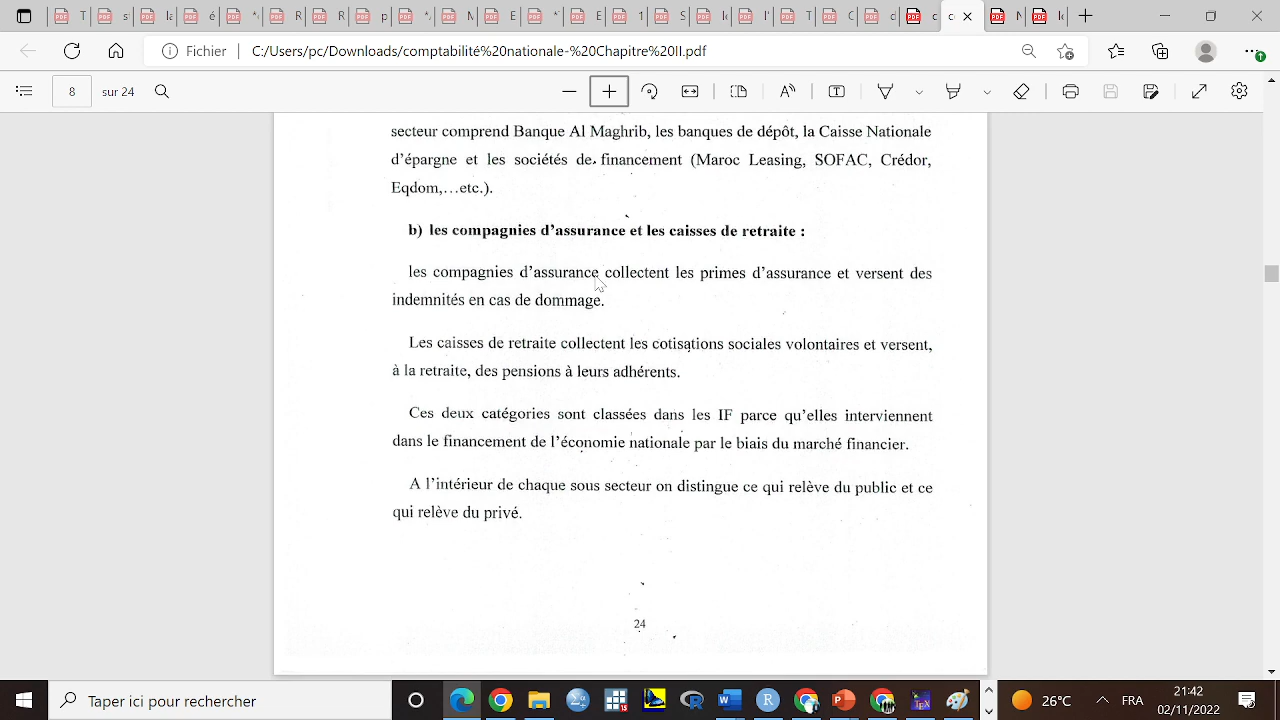 Fichier C:/Users/pc/Downloads/comptabilité%20nationale-%20Chapitre%20II.pdf
8 sur 24
secteur comprend Banque Al Maghrib, les banques de dépôt, la Caisse Nationale
d'épargne et les sociétés de financement (Maroc Leasing, SOFAC, Crédor,
Eqdom,…etc.).
b) les compagnies d'assurance et les caisses de retraite :
les compagnies d'assurance collectent les primes d'assurance et versent des
indemnités en cas de dommage.
Les caisses de retraite collectent les cotisations sociales volontaires et versent,
à la retraite, des pensions à leurs adhérents.
Ces deux catégories sont classées dans les IF parce qu'elles interviennent
dans le financement de l'économie nationale par le biais du marché financier.
A l'intérieur de chaque sous secteur on distingue ce qui relève du public et ce
qui relève du privé.
24
Taper ici pour rechercher
26°C
FRA
21:42
02/11/2022